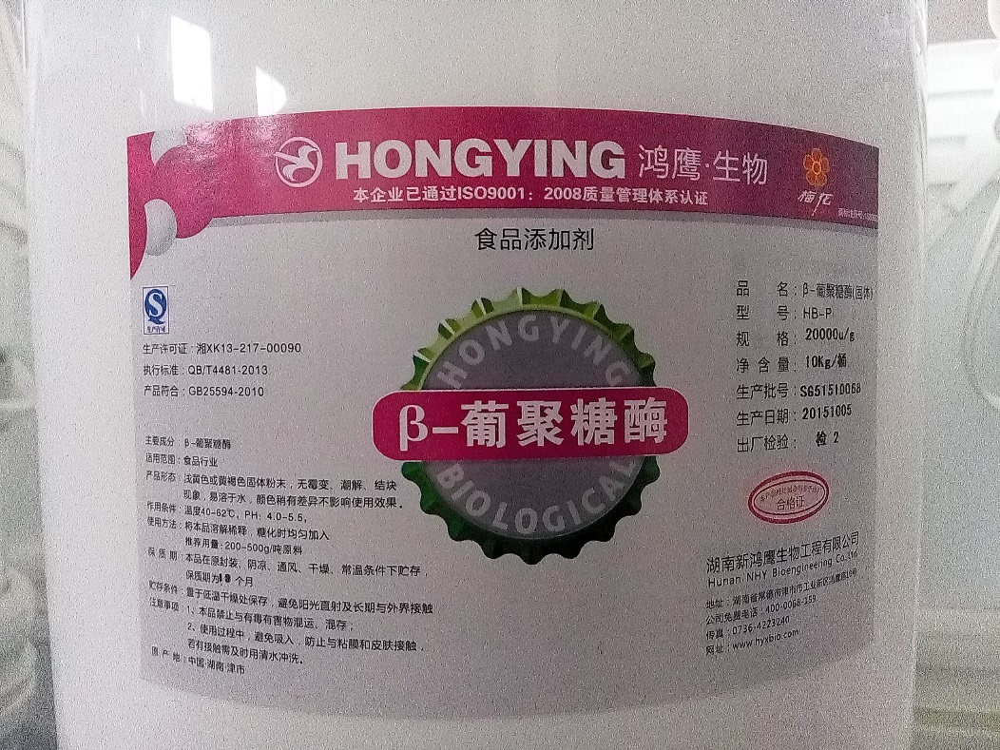 HONGYING 鸿鹰·生物
本企业已通过ISO9001：2008质量管理体系认证
梅花
食品添加剂
生产许可
生产许可证：湘XK13-217-00090
执行标准：QB/T4481-2013
产品符合：GB25594-2010
HONGYING
β-葡聚糖酶
BIOLOGICAL
品 名：β-葡聚糖酶(固体)
型 号：HB-P
规 格：20000u/g
净含量：10Kg/桶
生产批号：S651510068
生产日期：20151005
出厂检验：检 2
合格证
主要成分：β-葡聚糖酶
适用范围：食品行业
产品形态：浅黄色或黄褐色固体粉末，无霉变、潮解、结块
现象，易溶于水，颜色稍有差异不影响使用效果。
作用条件：温度40-62℃，PH：4.0-5.5，
使用方法：将本品溶解稀释，糖化时均匀加入
推荐用量：200-500g/吨原料
保质期：本品在原封装、阴凉、通风、干燥、常温条件下贮存，
保质期为 个月
贮存条件：置于低温干燥处保存，避免阳光直射及长期与外界接触
注意事项：1、本品禁止与有毒有害物混运、混存；
2、使用过程中，避免吸入，防止与粘膜和皮肤接触，
若有接触需及时用清水冲洗。
原产地：中国·湖南·津市
湖南新鸿鹰生物工程有限公司
Hunan NHY Bioengineering Co.Ltd
地址：湖南省常德市津市市工业新区鸿鹰
公司免费电话：400-0068-159
传真：0736-4223240
网址：www.hyxbio.com